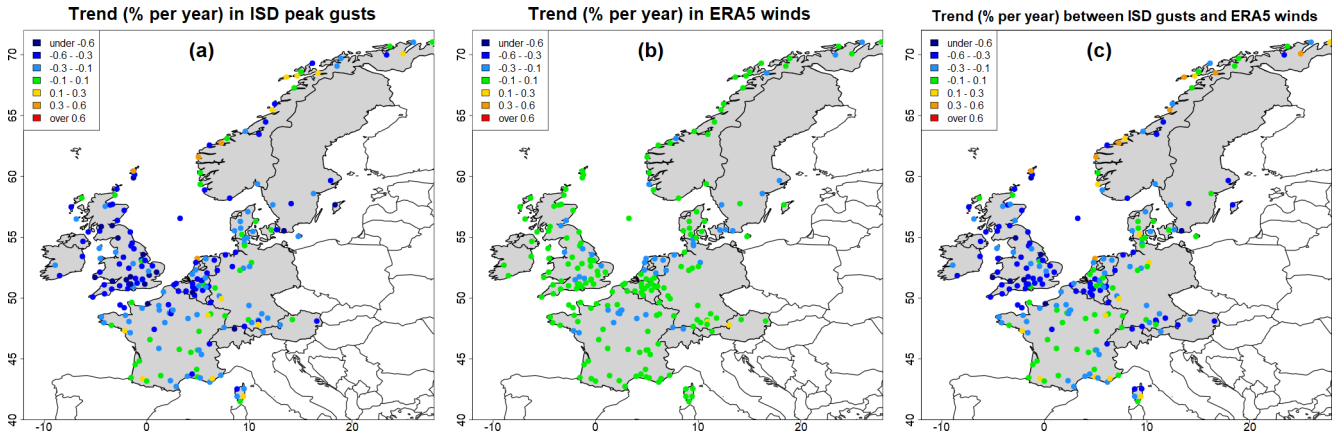 Trend (% per year) in ISD peak gusts
(a)
under -0.6
-0.6 - -0.3
-0.3 - -0.1
-0.1 - 0.1
0.1 - 0.3
0.3 - 0.6
over 0.6
70
65
60
55
50
45
40
-10
0
10
20
Trend (% per year) in ERA5 winds
(b)
under -0.6
-0.6 - -0.3
-0.3 - -0.1
-0.1 - 0.1
0.1 - 0.3
0.3 - 0.6
over 0.6
70
65
60
55
50
45
40
-10
0
10
20
Trend (% per year) between ISD gusts and ERA5 winds
(c)
under -0.6
-0.6 - -0.3
-0.3 - -0.1
-0.1 - 0.1
0.1 - 0.3
0.3 - 0.6
over 0.6
70
65
60
55
50
45
40
-10
0
10
20